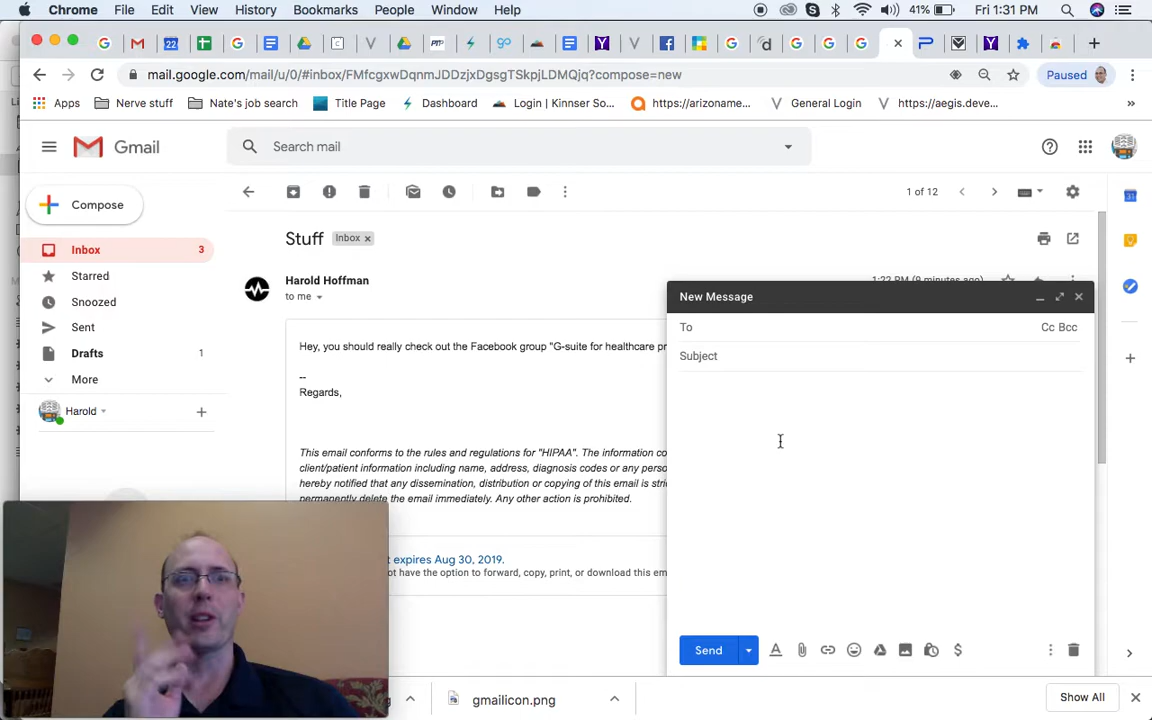 Chrome File Edit View History Bookmarks People Window Help 41% Fri 1:31 PM
mail.google.com/mail/u/0/#inbox/FMfcgxwDqnmJDDzjxDgsgTSkpjLDMQjq?compose=new Paused
Apps Nerve stuff Nate's job search Title Page Dashboard Login | Kinnser So... https://arizoname... General Login https://aegis.deve...
Gmail Search mail
Compose 1 of 12
Stuff Inbox
Inbox 3
Starred
Snoozed
Sent
Drafts 1
More
Harold
Harold Hoffman
to me
Hey, you should really check out the Facebook group "G-suite for healthcare pr
--
Regards,
This email conforms to the rules and regulations for "HIPAA". The information co
client/patient information including name, address, diagnosis codes or any perso
hereby notified that any dissemination, distribution or copying of this email is stri
permanently delete the email immediately. Any other action is prohibited.
expires Aug 30, 2019.
ot have the option to forward, copy, print, or download this em
New Message
To Cc Bcc
Subject
Send
gmailicon.png Show All